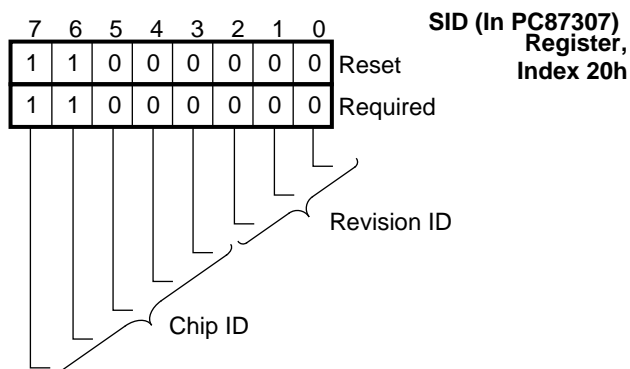 7 6 5 4 3 2 1 0
SID (In PC87307)
Register,
Index 20h
1 1 0 0 0 0 0 0 Reset
1 1 0 0 0 0 0 0 Required
Revision ID
Chip ID